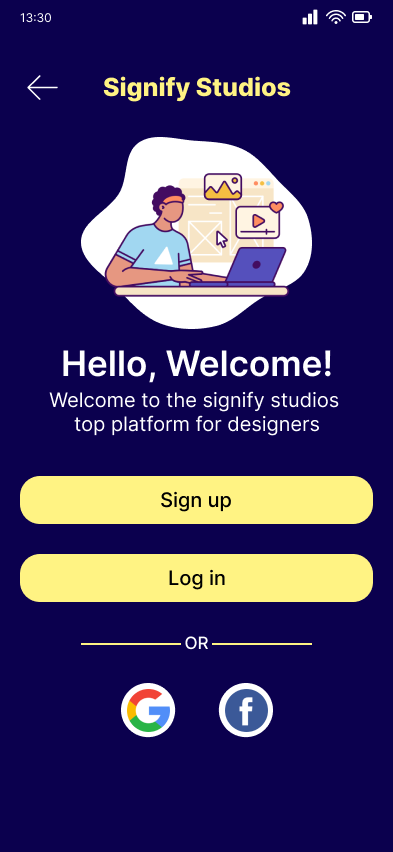 13:30
Signify Studios
Hello, Welcome!
Welcome to the signify studios
top platform for designers
Sign up
Log in
OR